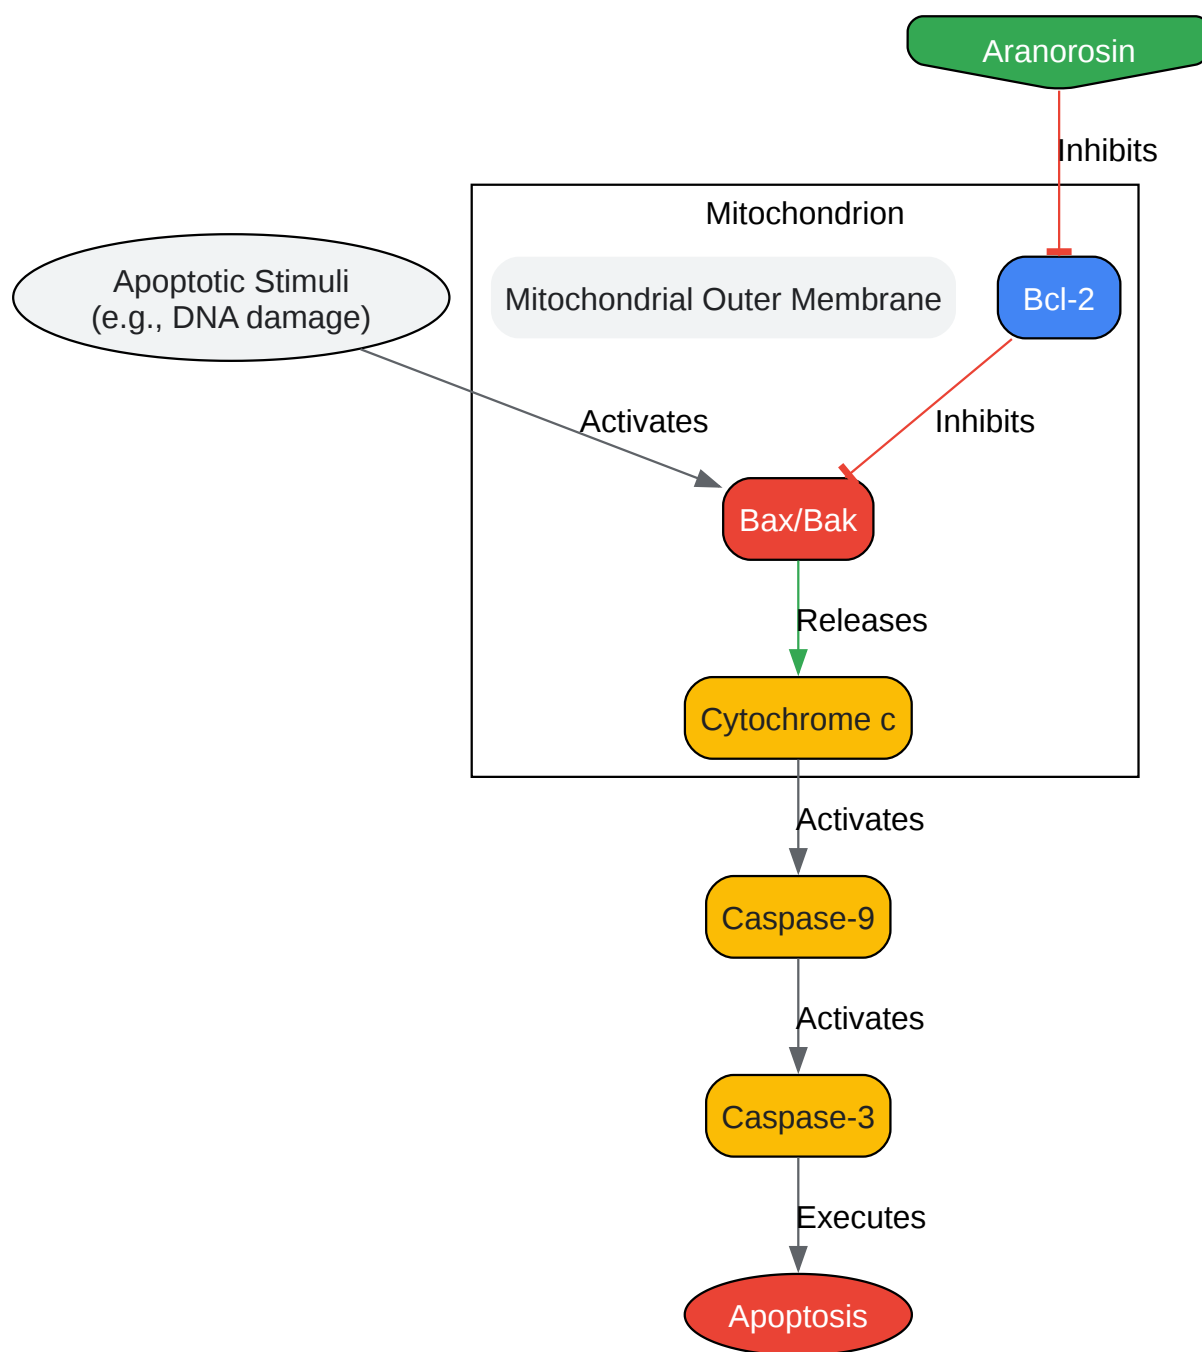 Aranorosin
Inhibits
Mitochondrion
Apoptotic Stimuli
(e.g., DNA damage)
Mitochondrial Outer Membrane
Bcl-2
Activates
Inhibits
Bax/Bak
Releases
Cytochrome c
Activates
Caspase-9
Activates
Caspase-3
Executes
Apoptosis